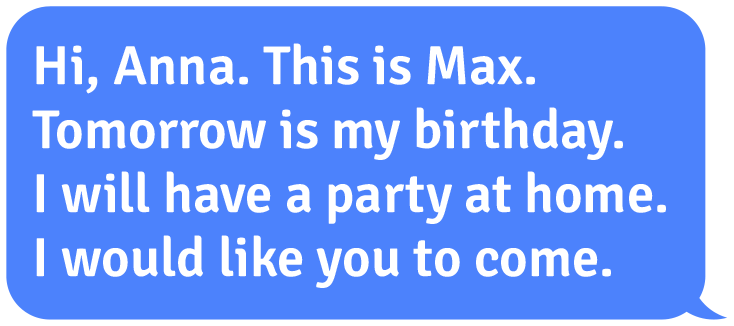 Hi, Anna. This is Max.
Tomorrow is my birthday.
I will have a party at home.
I would like you to come.